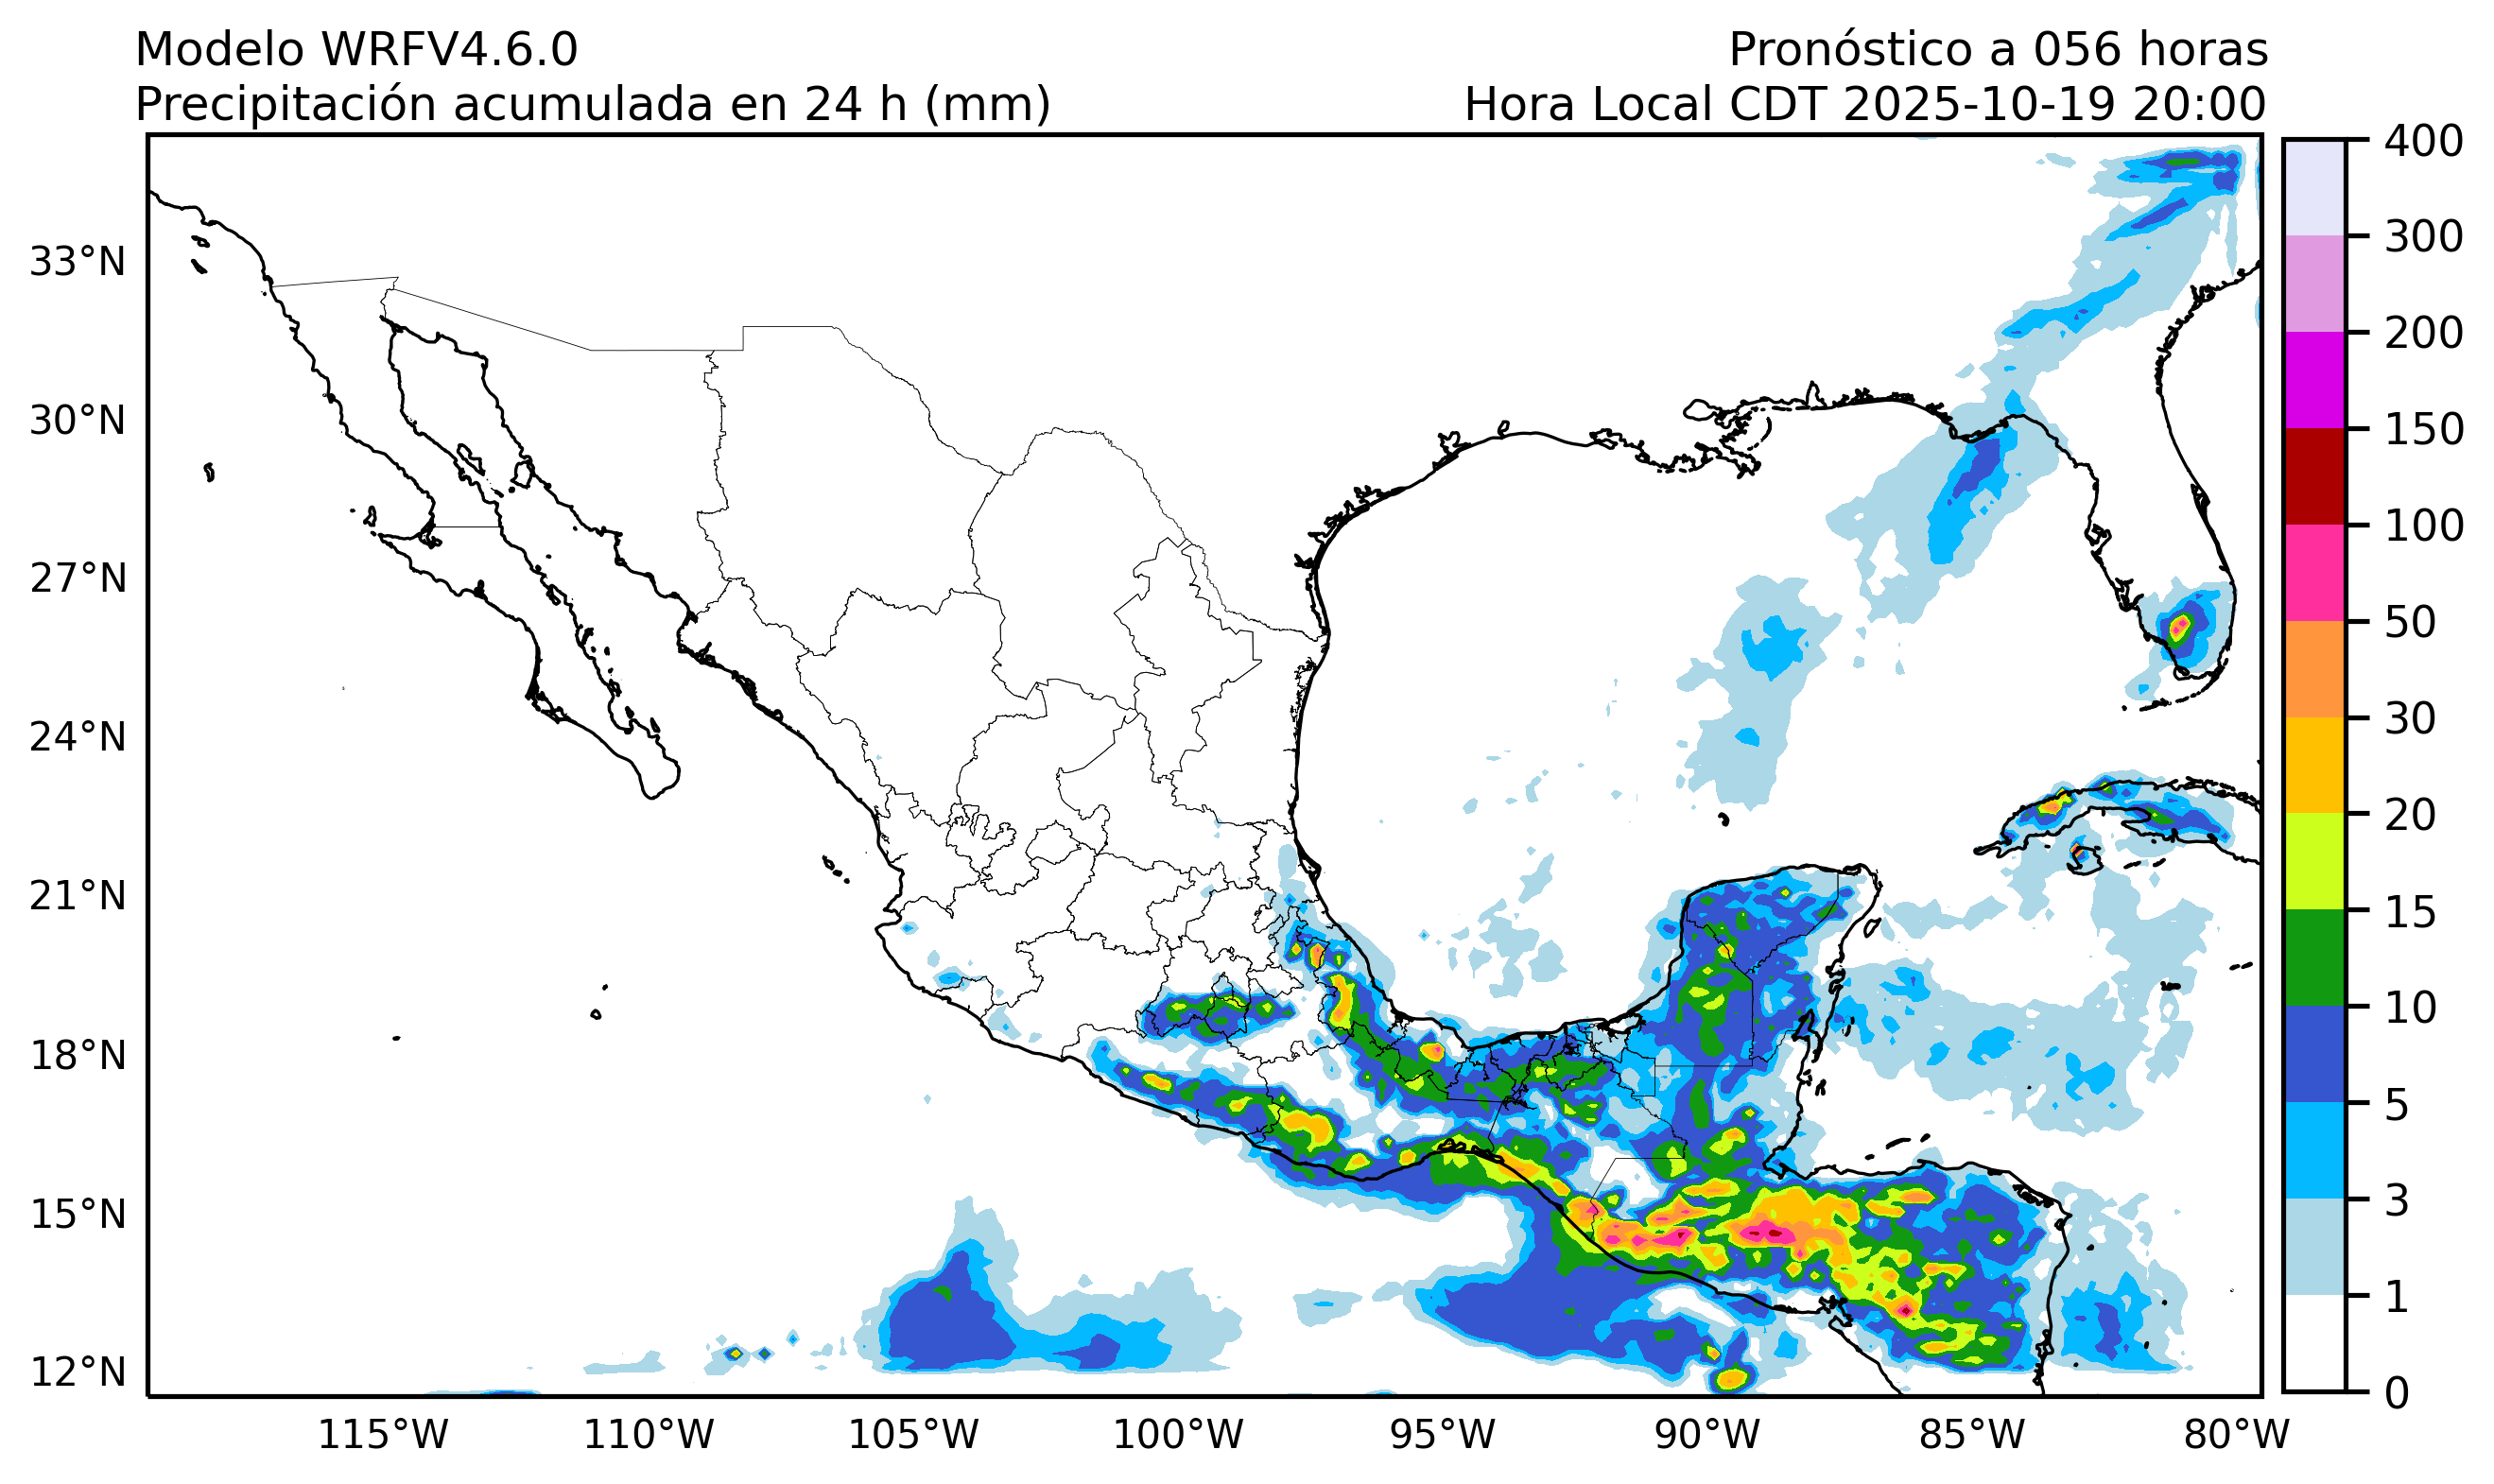 Modelo WRFV4.6.0
Pronóstico a 056 horas
Precipitación acumulada en 24 h (mm)
Hora Local CDT 2025-10-19 20:00
33°N
30°N
27°N
24°N
21°N
18°N
15°N
12°N
115°W
110°W
105°W
100°W
95°W
90°W
85°W
80°W
400
300
200
150
100
50
30
20
15
10
5
3
1
0